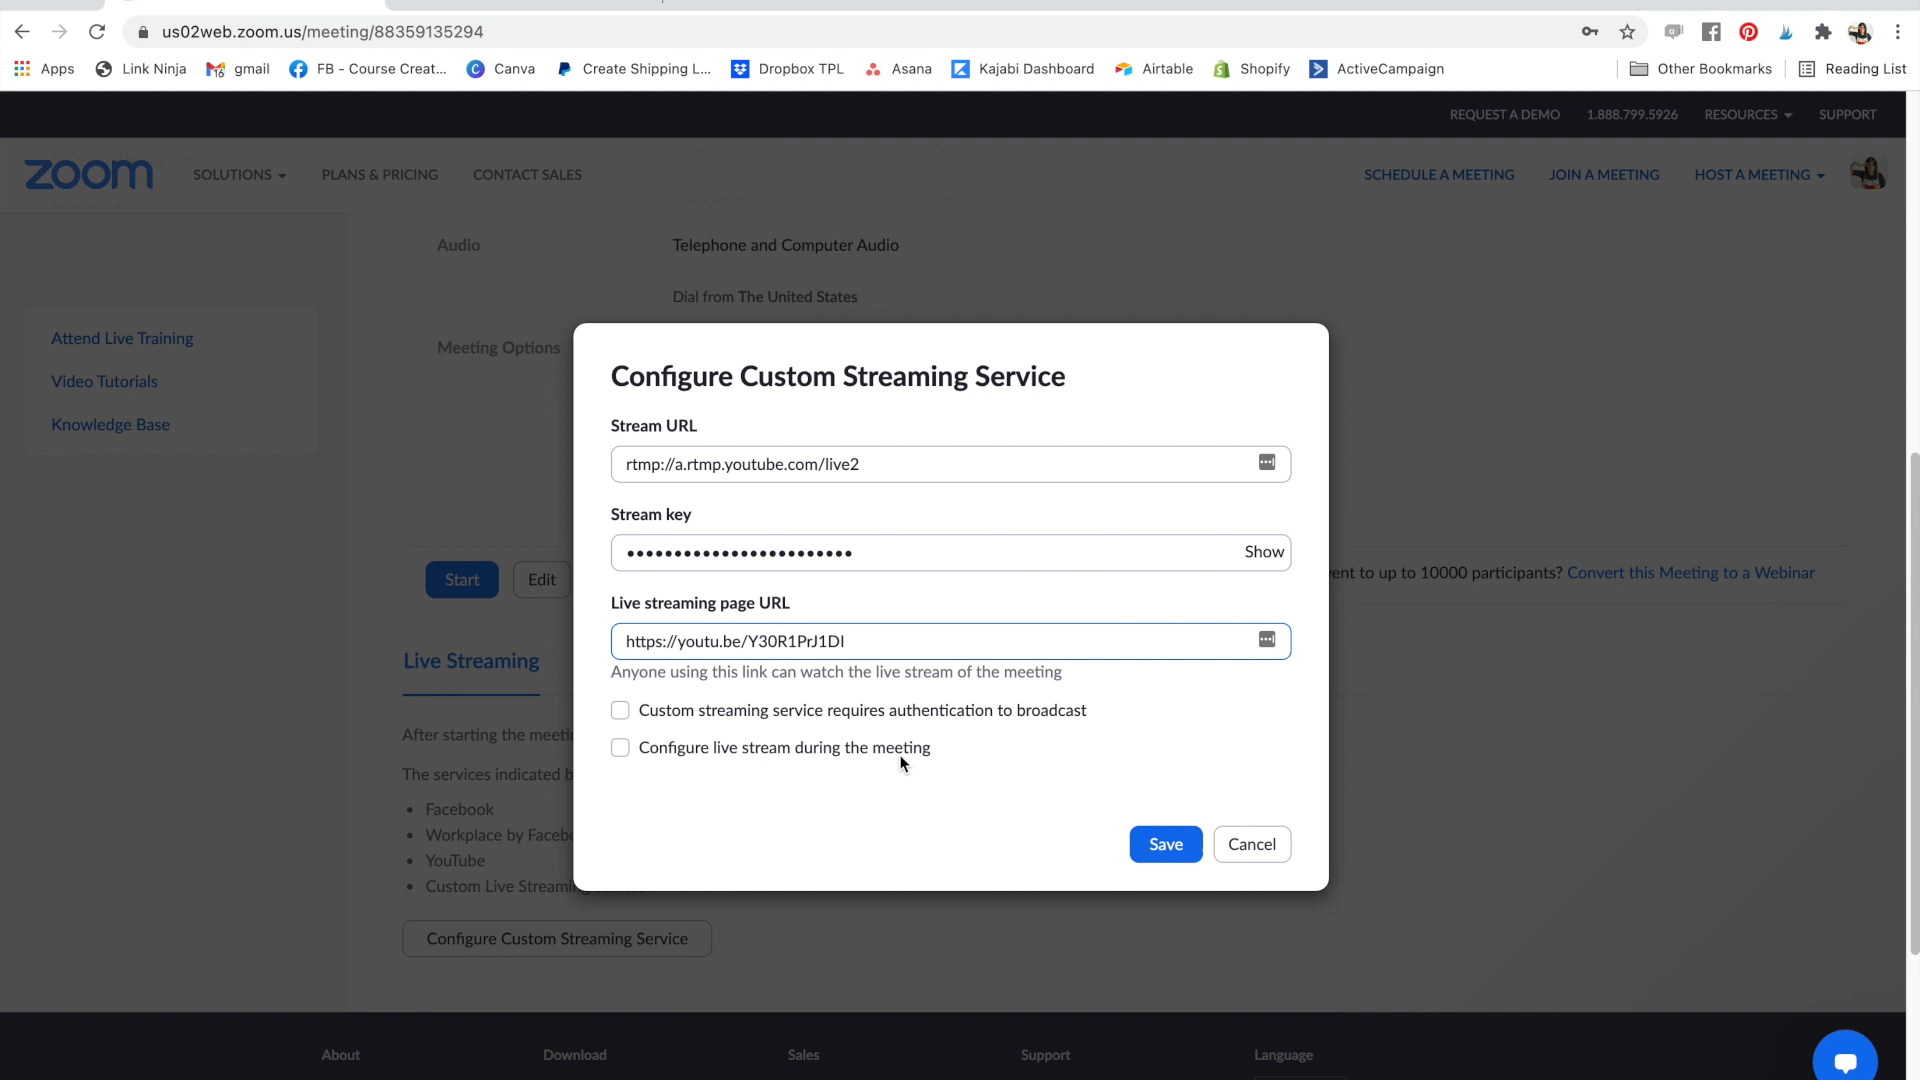 us02web.zoom.us/meeting/88359135294
Apps Link Ninja gmail FB - Course Creat... Canva Create Shipping L... Dropbox TPL Asana Kajabi Dashboard Airtable Shopify ActiveCampaign Other Bookmarks Reading List
REQUEST A DEMO 1.888.799.5926 RESOURCES SUPPORT
zoom SOLUTIONS PLANS & PRICING CONTACT SALES SCHEDULE A MEETING JOIN A MEETING HOST A MEETING
Audio Telephone and Computer Audio
Dial from The United States
Attend Live Training
Video Tutorials
Knowledge Base
Meeting Options
Configure Custom Streaming Service
Stream URL
rtmp://a.rtmp.youtube.com/live2
Stream key
•••••••••••••••••••••••• Show
Live streaming page URL
https://youtu.be/Y30R1PrJ1DI
Anyone using this link can watch the live stream of the meeting
Custom streaming service requires authentication to broadcast
Configure live stream during the meeting
Save Cancel
Start Edit
ent to up to 10000 participants? Convert this Meeting to a Webinar
Live Streaming
After starting the meeti
The services indicated b
• Facebook
• Workplace by Facebo
• YouTube
• Custom Live Streami
Configure Custom Streaming Service
About Download Sales Support Language